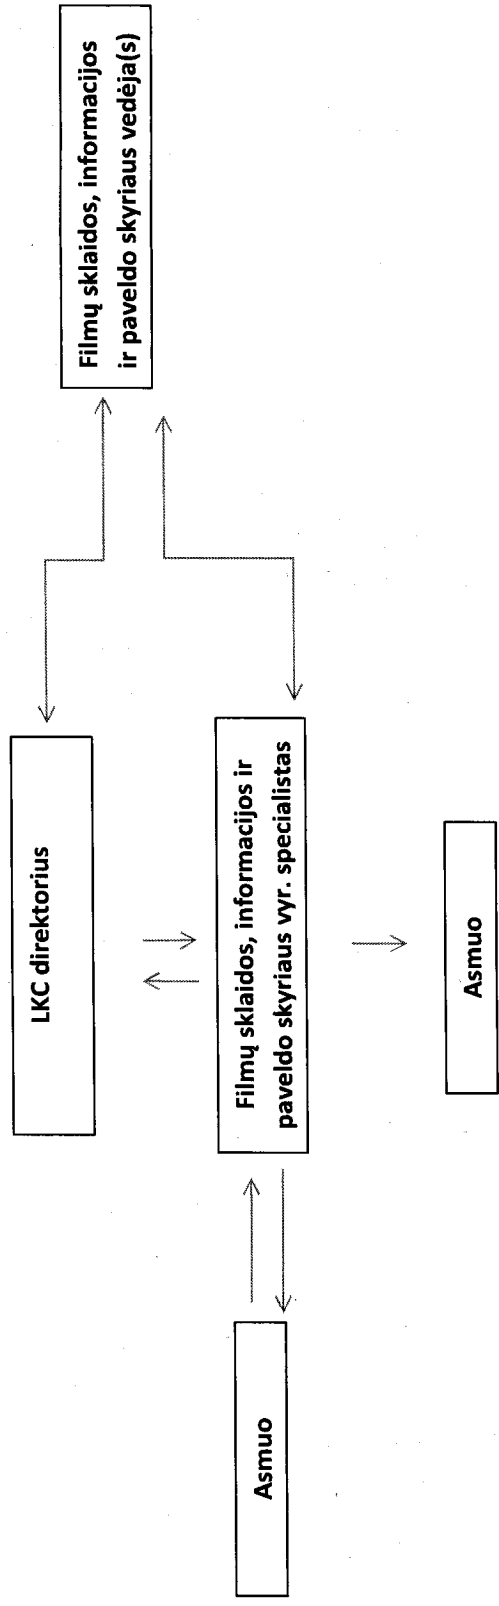 LKC direktorius
Filmų sklaidos, informacijos
ir paveldo skyriaus vedėja(s)
Asmuo
Filmų sklaidos, informacijos ir
paveldo skyriaus vyr. specialistas
Asmuo